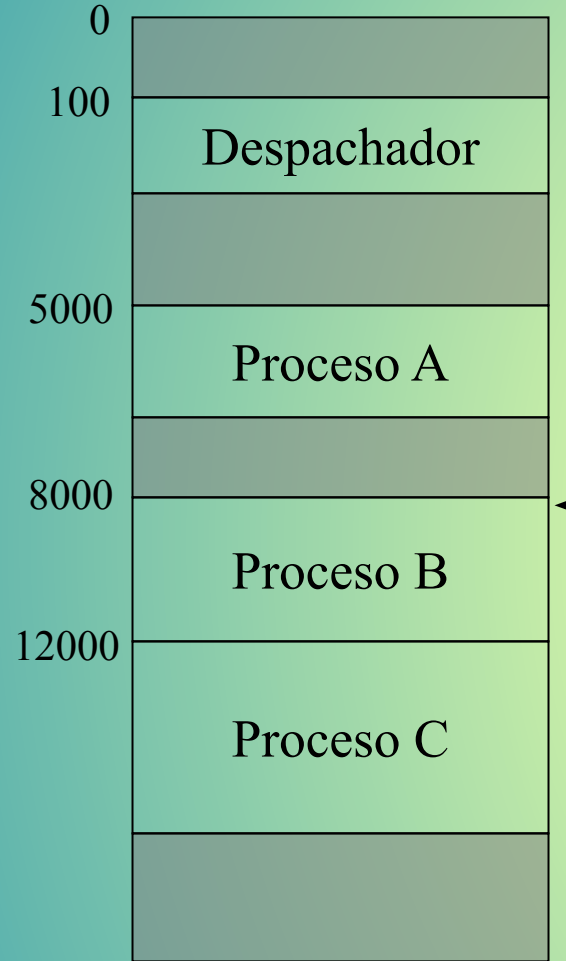 0
100
Despachador
5000
Proceso A
8000
Proceso B
12000
Proceso C